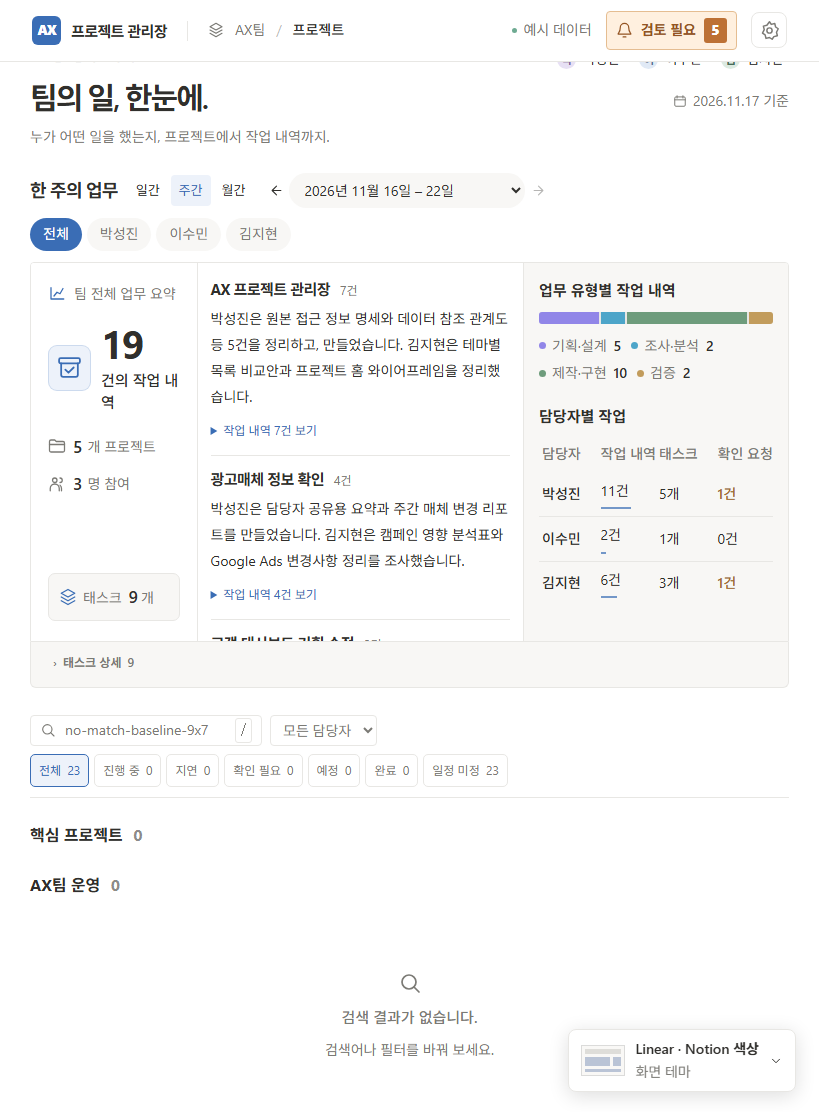 AX 프로젝트 관리장 AX팀 / 프로젝트 예시 데이터 검토 필요 5
팀의 일, 한눈에.
2026.11.17 기준
누가 어떤 일을 했는지, 프로젝트에서 작업 내역까지.
한 주의 업무 일간 주간 월간 ← 2026년 11월 16일 – 22일 →
전체 박성진 이수민 김지현
팀 전체 업무 요약
19
건의 작업 내
역
5 개 프로젝트
3 명 참여
태스크 9 개
AX 프로젝트 관리장 7건
박성진은 원본 접근 정보 명세와 데이터 참조 관계도
등 5건을 정리하고, 만들었습니다. 김지현은 테마별
목록 비교안과 프로젝트 홈 와이어프레임을 정리했
습니다.
▶ 작업 내역 7건 보기
광고매체 정보 확인 4건
박성진은 담당자 공유용 요약과 주간 매체 변경 리포
트를 만들었습니다. 김지현은 캠페인 영향 분석표와
Google Ads 변경사항 정리를 조사했습니다.
▶ 작업 내역 4건 보기
업무 유형별 작업 내역
기획·설계 5 조사·분석 2
제작·구현 10 검증 2
담당자별 작업
담당자 작업 내역 태스크 확인 요청
박성진 11건 5개 1건
이수민 2건 1개 0건
김지현 6건 3개 1건
› 태스크 상세 9
no-match-baseline-9x7 / 모든 담당자
전체 23 진행 중 0 지연 0 확인 필요 0 예정 0 완료 0 일정 미정 23
핵심 프로젝트 0
AX팀 운영 0
검색 결과가 없습니다.
검색어나 필터를 바꿔 보세요.
Linear · Notion 색상
화면 테마